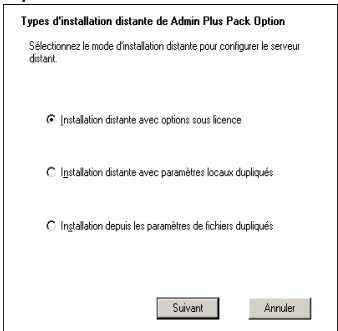 Types d'installation distante de Admin Plus Pack Option
Sélectionnez le mode d'installation distante pour configurer le serveur
distant.
Installation distante avec options sous licence
Installation distante avec paramètres locaux dupliqués
Installation depuis les paramètres de fichiers dupliqués
Suivant
Annuler